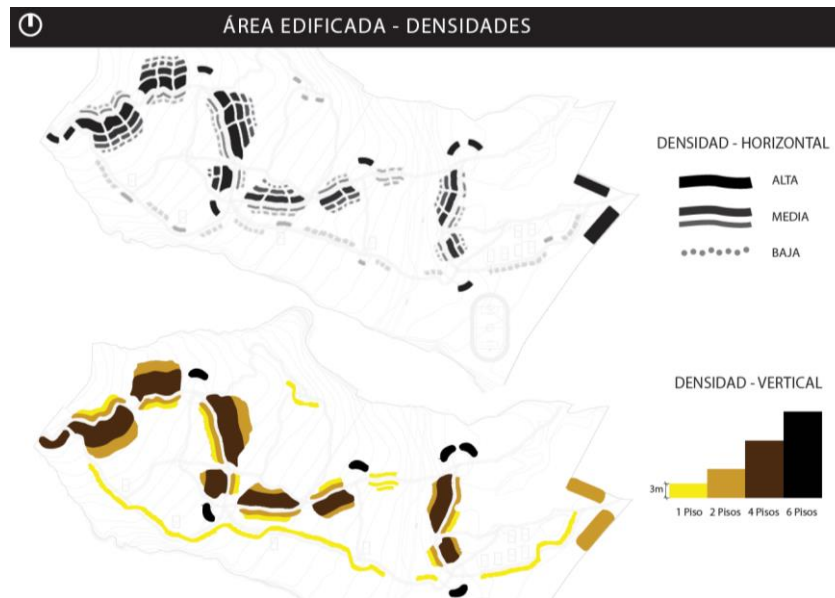 ÁREA EDIFICADA - DENSIDADES
DENSIDAD - HORIZONTAL
ALTA
MEDIA
BAJA
DENSIDAD - VERTICAL
3m
1 Piso 2 Pisos 4 Pisos 6 Pisos